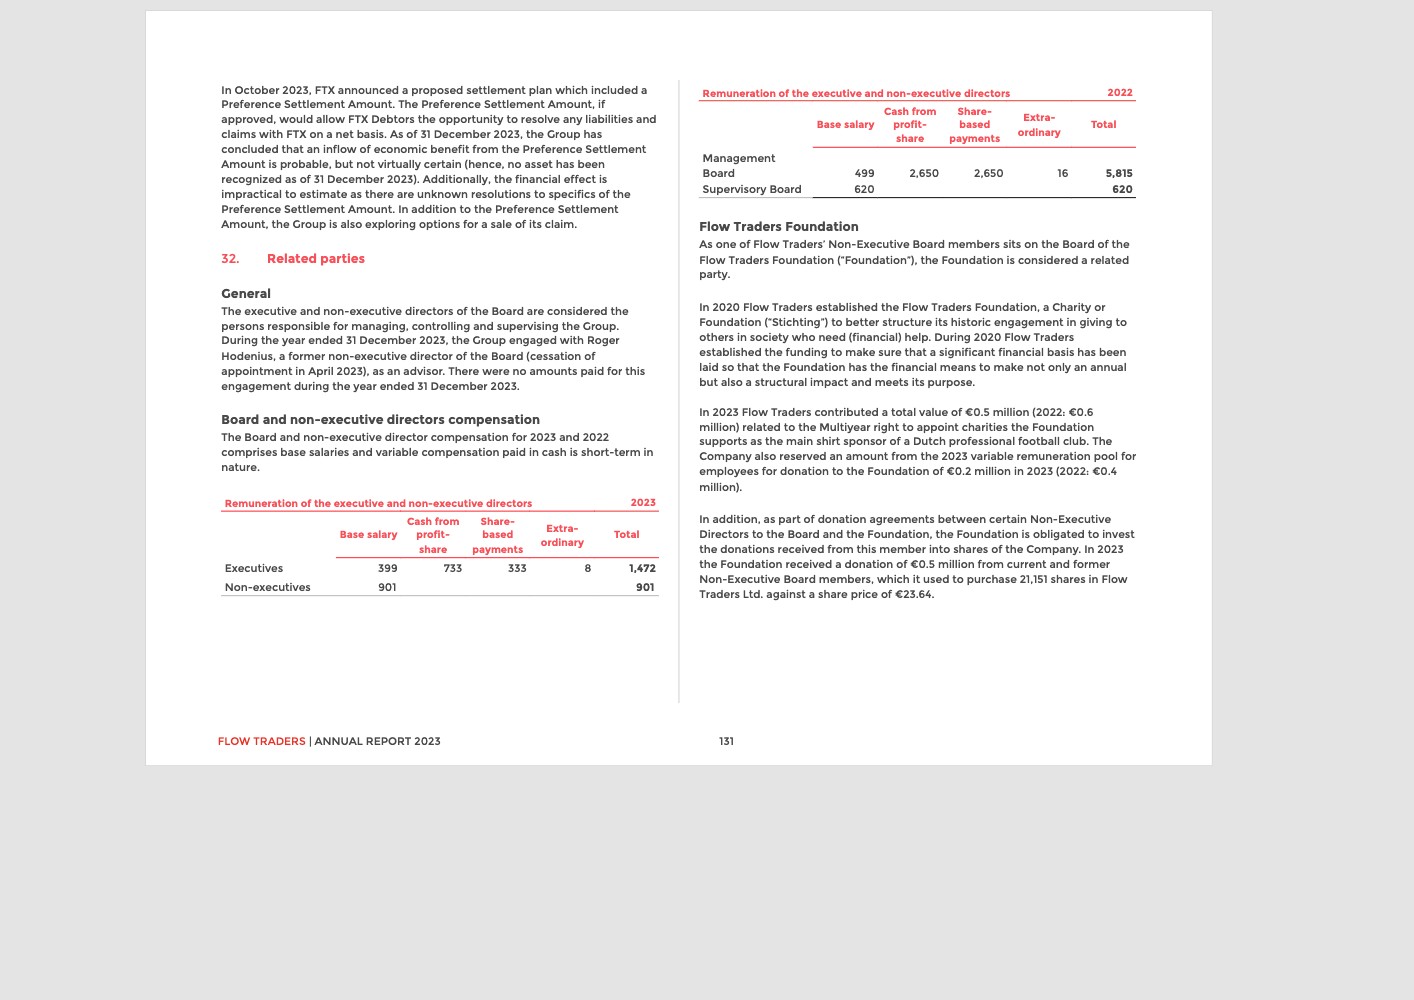 In October 2023, FTX announced a proposed settlement plan which included a
Preference Settlement Amount. The Preference Settlement Amount, if
approved, would allow FTX Debtors the opportunity to resolve any liabilities and
claims with FTX on a net basis. As of 31 December 2023, the Group has
concluded that an inflow of economic benefit from the Preference Settlement
Amount is probable, but not virtually certain (hence, no asset has been
recognized as of 31 December 2023). Additionally, the financial effect is
impractical to estimate as there are unknown resolutions to specifics of the
Preference Settlement Amount. In addition to the Preference Settlement
Amount, the Group is also exploring options for a sale of its claim.
32. Related parties
General
The executive and non-executive directors of the Board are considered the
persons responsible for managing, controlling and supervising the Group.
During the year ended 31 December 2023, the Group engaged with Roger
Hodenius, a former non-executive director of the Board (cessation of
appointment in April 2023), as an advisor. There were no amounts paid for this
engagement during the year ended 31 December 2023.
Board and non-executive directors compensation
The Board and non-executive director compensation for 2023 and 2022
comprises base salaries and variable compensation paid in cash is short-term in
nature.
Remuneration of the executive and non-executive directors 2023
Base salary Cash from profit-share Share-based payments Extra-ordinary Total
Executives 399 733 333 8 1,472
Non-executives 901 901
Remuneration of the executive and non-executive directors 2022
Base salary Cash from profit-share Share-based payments Extra-ordinary Total
Management
Board 499 2,650 2,650 16 5,815
Supervisory Board 620 620
Flow Traders Foundation
As one of Flow Traders' Non-Executive Board members sits on the Board of the
Flow Traders Foundation ("Foundation"), the Foundation is considered a related
party.
In 2020 Flow Traders established the Flow Traders Foundation, a Charity or
Foundation ("Stichting") to better structure its historic engagement in giving to
others in society who need (financial) help. During 2020 Flow Traders
established the funding to make sure that a significant financial basis has been
laid so that the Foundation has the financial means to make not only an annual
but also a structural impact and meets its purpose.
In 2023 Flow Traders contributed a total value of €0.5 million (2022: €0.6
million) related to the Multiyear right to appoint charities the Foundation
supports as the main shirt sponsor of a Dutch professional football club. The
Company also reserved an amount from the 2023 variable remuneration pool for
employees for donation to the Foundation of €0.2 million in 2023 (2022: €0.4
million).
In addition, as part of donation agreements between certain Non-Executive
Directors to the Board and the Foundation, the Foundation is obligated to invest
the donations received from this member into shares of the Company. In 2023
the Foundation received a donation of €0.5 million from current and former
Non-Executive Board members, which it used to purchase 21,151 shares in Flow
Traders Ltd. against a share price of €23.64.
FLOW TRADERS | ANNUAL REPORT 2023 131